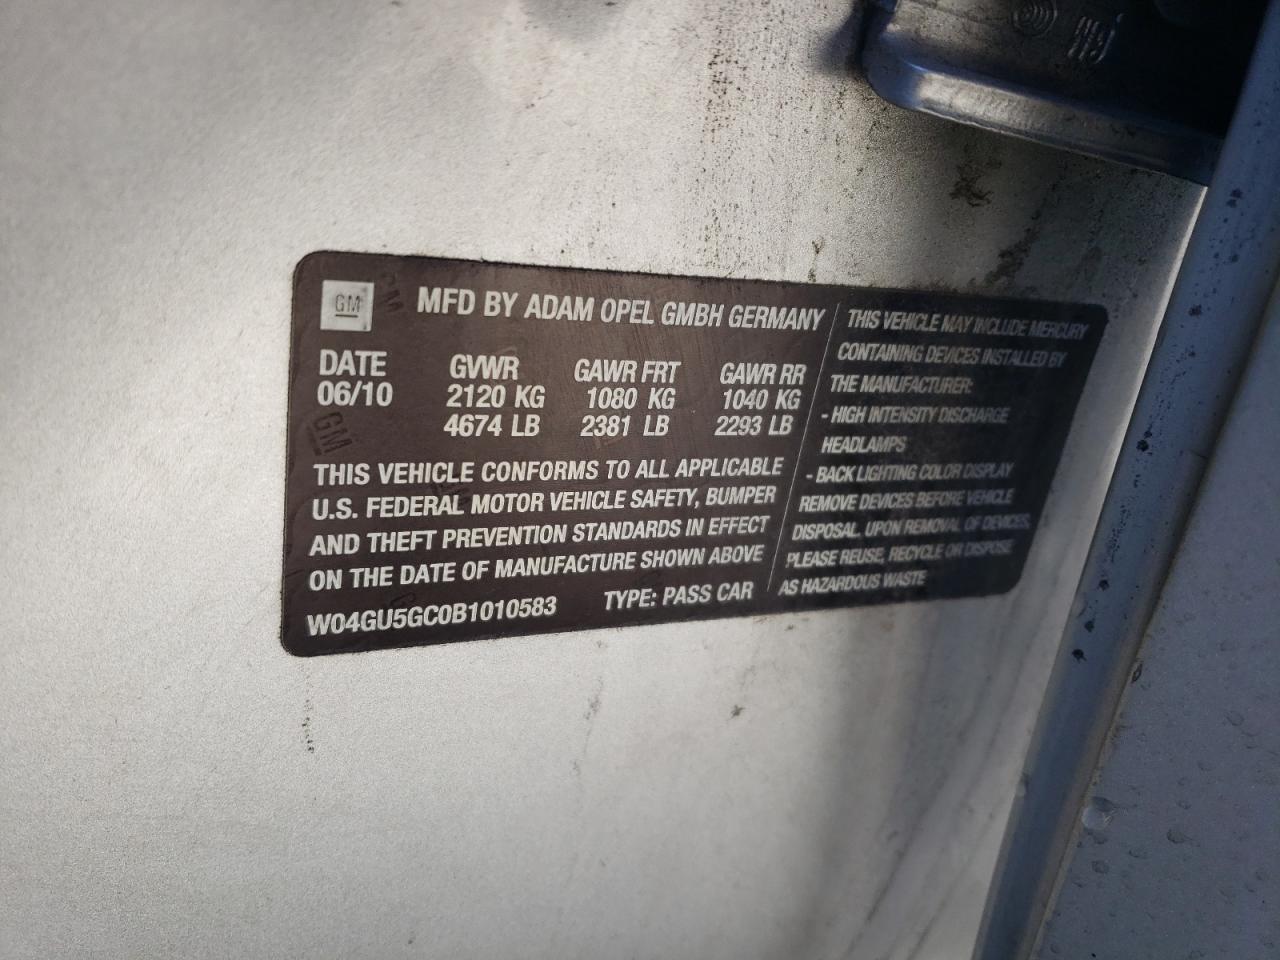 GM
MFD BY ADAM OPEL GMBH GERMANY
DATE
06/10
GVWR
2120 KG
4674 LB
GAWR FRT
1080 KG
2381 LB
GAWR RR
1040 KG
2293 LB
THIS VEHICLE CONFORMS TO ALL APPLICABLE
U.S. FEDERAL MOTOR VEHICLE SAFETY, BUMPER
AND THEFT PREVENTION STANDARDS IN EFFECT
ON THE DATE OF MANUFACTURE SHOWN ABOVE
W04GU5GC0B1010583
TYPE: PASS CAR
THIS VEHICLE MAY INCLUDE MERCURY
CONTAINING DEVICES INSTALLED BY
THE MANUFACTURER:
- HIGH INTENSITY DISCHARGE
HEADLAMPS
- BACK LIGHTING COLOR DISPLAY
REMOVE DEVICES BEFORE VEHICLE
DISPOSAL. UPON REMOVAL OF DEVICES,
PLEASE REUSE, RECYCLE OR DISPOSE
AS HAZARDOUS WASTE